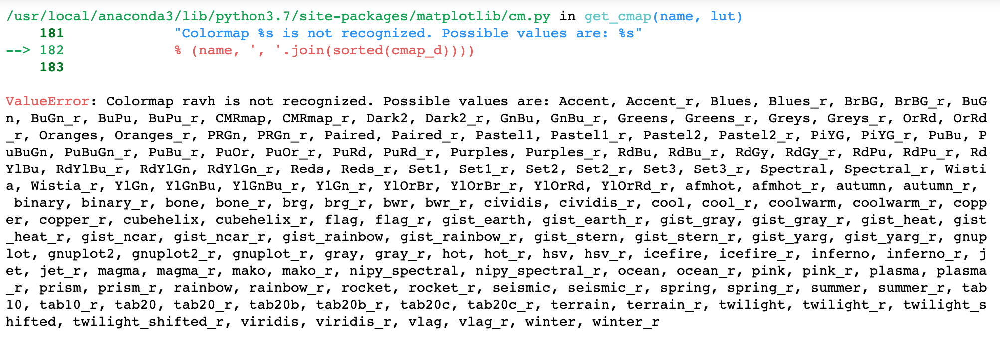 /usr/local/anaconda3/lib/python3.7/site-packages/matplotlib/cm.py in get_cmap(name, lut)
    181             "Colormap %s is not recognized. Possible values are: %s"
--> 182             % (name, ', '.join(sorted(cmap_d))))
    183
ValueError: Colormap ravh is not recognized. Possible values are: Accent, Accent_r, Blues, Blues_r, BrBG, BrBG_r, BuG
n, BuGn_r, BuPu, BuPu_r, CMRmap, CMRmap_r, Dark2, Dark2_r, GnBu, GnBu_r, Greens, Greens_r, Greys, Greys_r, OrRd, OrRd
_r, Oranges, Oranges_r, PRGn, PRGn_r, Paired, Paired_r, Pastel1, Pastel1_r, Pastel2, Pastel2_r, PiYG, PiYG_r, PuBu, P
uBuGn, PuBuGn_r, PuBu_r, PuOr, PuOr_r, PuRd, PuRd_r, Purples, Purples_r, RdBu, RdBu_r, RdGy, RdGy_r, RdPu, RdPu_r, Rd
YlBu, RdYlBu_r, RdYlGn, RdYlGn_r, Reds, Reds_r, Set1, Set1_r, Set2, Set2_r, Set3, Set3_r, Spectral, Spectral_r, Wisti
a, Wistia_r, YlGn, YlGnBu, YlGnBu_r, YlGn_r, YlOrBr, YlOrBr_r, YlOrRd, YlOrRd_r, afmhot, afmhot_r, autumn, autumn_r,
 binary, binary_r, bone, bone_r, brg, brg_r, bwr, bwr_r, cividis, cividis_r, cool, cool_r, coolwarm, coolwarm_r, copp
er, copper_r, cubehelix, cubehelix_r, flag, flag_r, gist_earth, gist_earth_r, gist_gray, gist_gray_r, gist_heat, gist
_heat_r, gist_ncar, gist_ncar_r, gist_rainbow, gist_rainbow_r, gist_stern, gist_stern_r, gist_yarg, gist_yarg_r, gnup
lot, gnuplot2, gnuplot2_r, gnuplot_r, gray, gray_r, hot, hot_r, hsv, hsv_r, icefire, icefire_r, inferno, inferno_r, j
et, jet_r, magma, magma_r, mako, mako_r, nipy_spectral, nipy_spectral_r, ocean, ocean_r, pink, pink_r, plasma, plasma
_r, prism, prism_r, rainbow, rainbow_r, rocket, rocket_r, seismic, seismic_r, spring, spring_r, summer, summer_r, tab
10, tab10_r, tab20, tab20_r, tab20b, tab20b_r, tab20c, tab20c_r, terrain, terrain_r, twilight, twilight_r, twilight_s
hifted, twilight_shifted_r, viridis, viridis_r, vlag, vlag_r, winter, winter_r